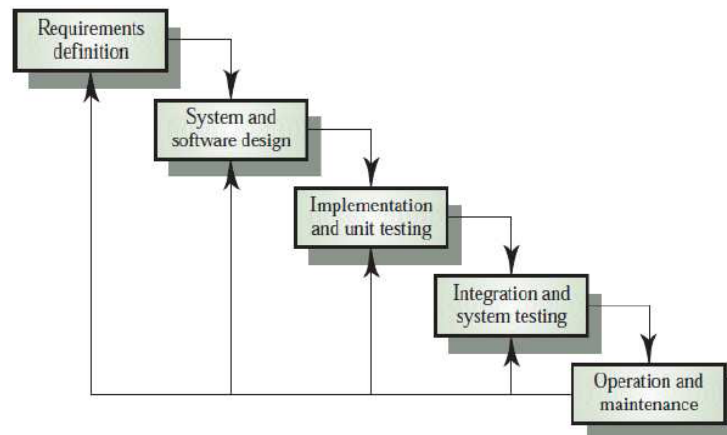 Requirements
definition
System and
software design
Implementation
and unit testing
Integration and
system testing
Operation and
maintenance